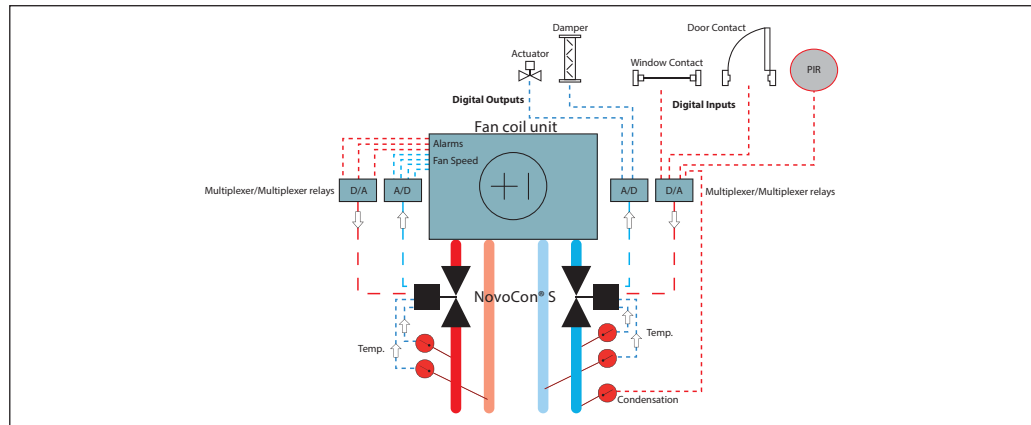 Damper
Door Contact
Actuator
Window Contact
PIR
Digital Outputs
Digital Inputs
Fan coil unit
Alarms
Fan Speed
Multiplexer/Multiplexer relays
D/A
A/D
A/D
D/A
Multiplexer/Multiplexer relays
NovoCon® S
Temp.
Temp.
Condensation